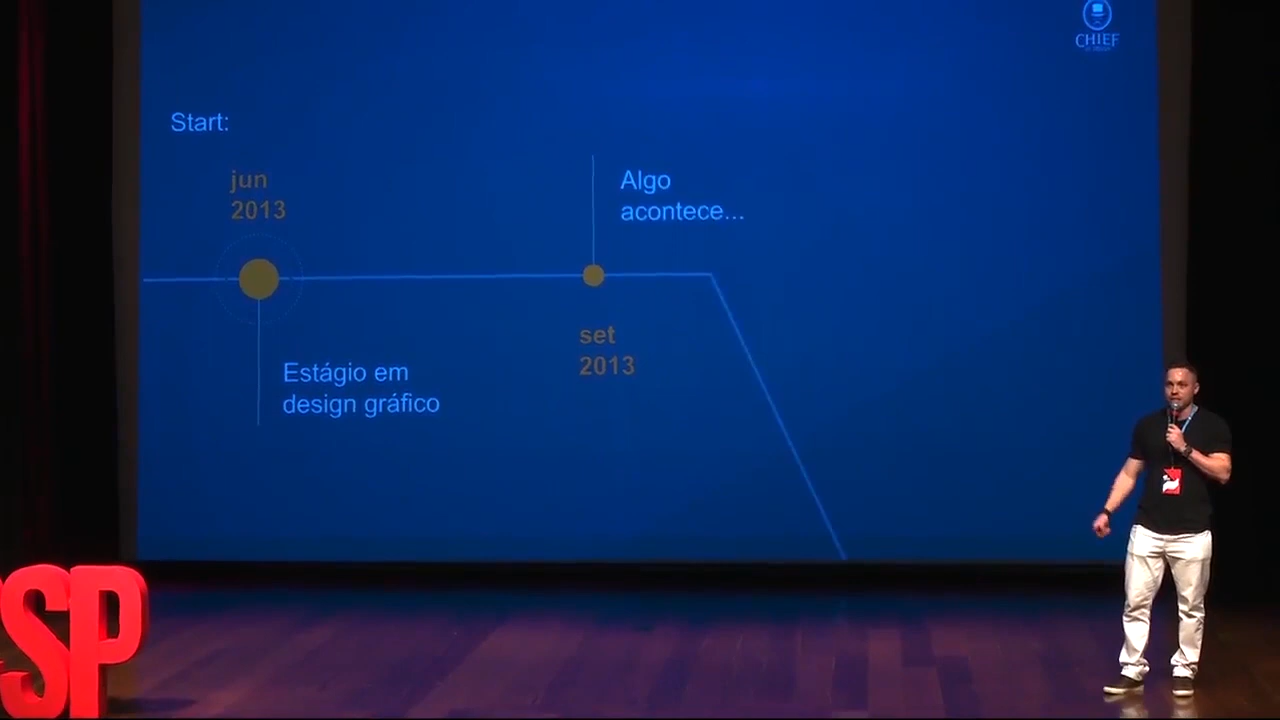 CHIEF
Start:
jun
2013
Algo
acontece...
set
2013
Estágio em
design gráfico
SP